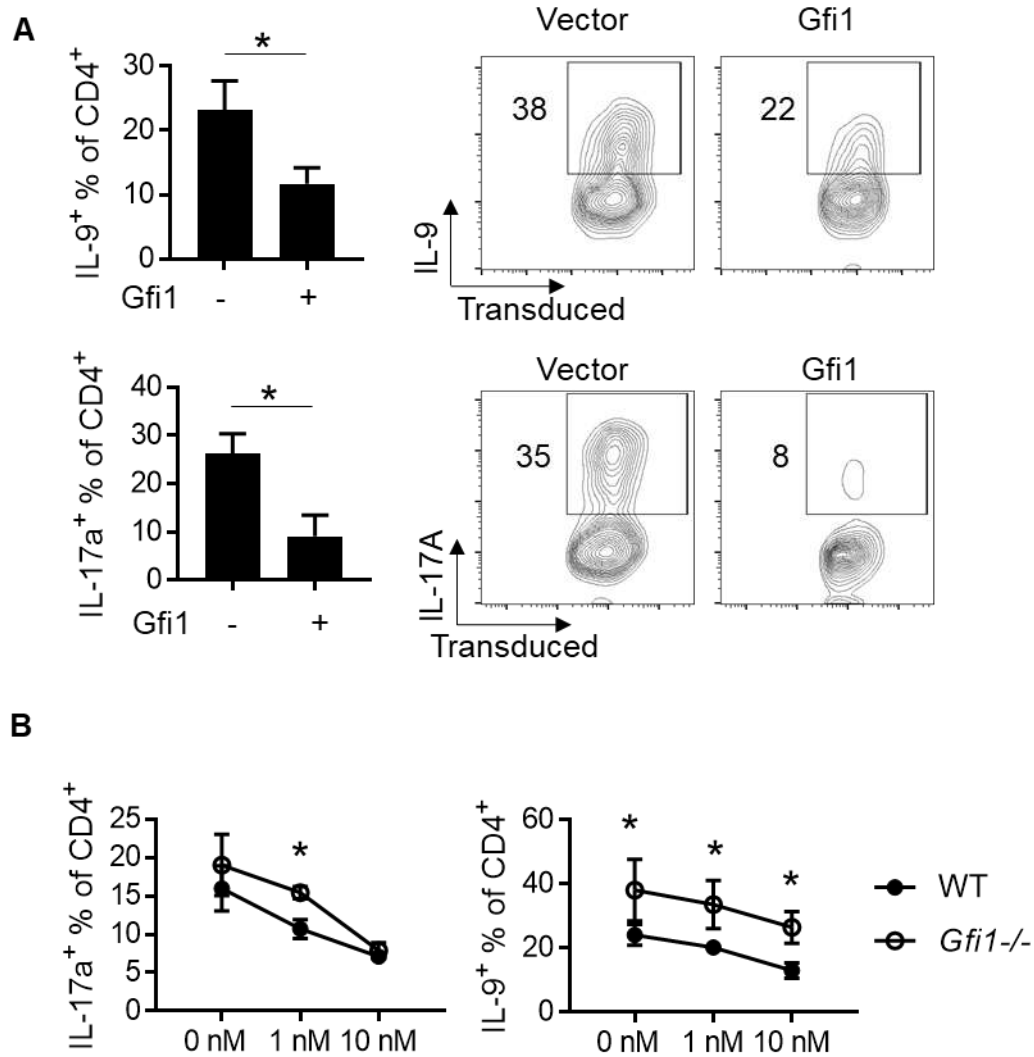 A
IL-9+ % of CD4+
30
20
10
0
Gfi1 - +
*
Vector
Gfi1
38
22
IL-9
Transduced
IL-17a+ % of CD4+
40
30
20
10
0
Gfi1 - +
*
Vector
Gfi1
35
8
IL-17A
Transduced
B
IL-17a+ % of CD4+
25
20
15
10
5
0
*
0 nM 1 nM 10 nM
IL-9+ % of CD4+
60
40
20
0
* * *
0 nM 1 nM 10 nM
WT
Gfi1-/-